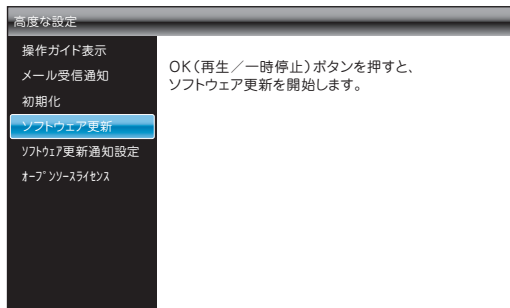 高度な設定
操作ガイド表示
メール受信通知
初期化
ソフトウェア更新
ｿﾌﾄｳｪｱ更新通知設定
ｵｰﾌﾟﾝｿｰｽﾗｲｾﾝｽ
OK（再生／一時停止）ボタンを押すと、
ソフトウェア更新を開始します。